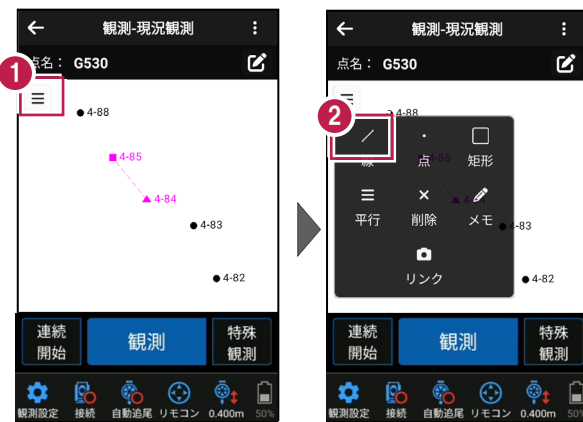 観測-現況観測
点名： G530
1
4-88
4-85
4-84
4-83
4-82
連続
開始
観測
特殊
観測
観測設定 接続 自動追尾 リモコン 0.400m 50%
観測-現況観測
点名： G530
2
4-88
線 点 矩形
4-85
平行 削除 メモ
4-83
リンク
4-82
連続
開始
観測
特殊
観測
観測設定 接続 自動追尾 リモコン 0.400m 50%